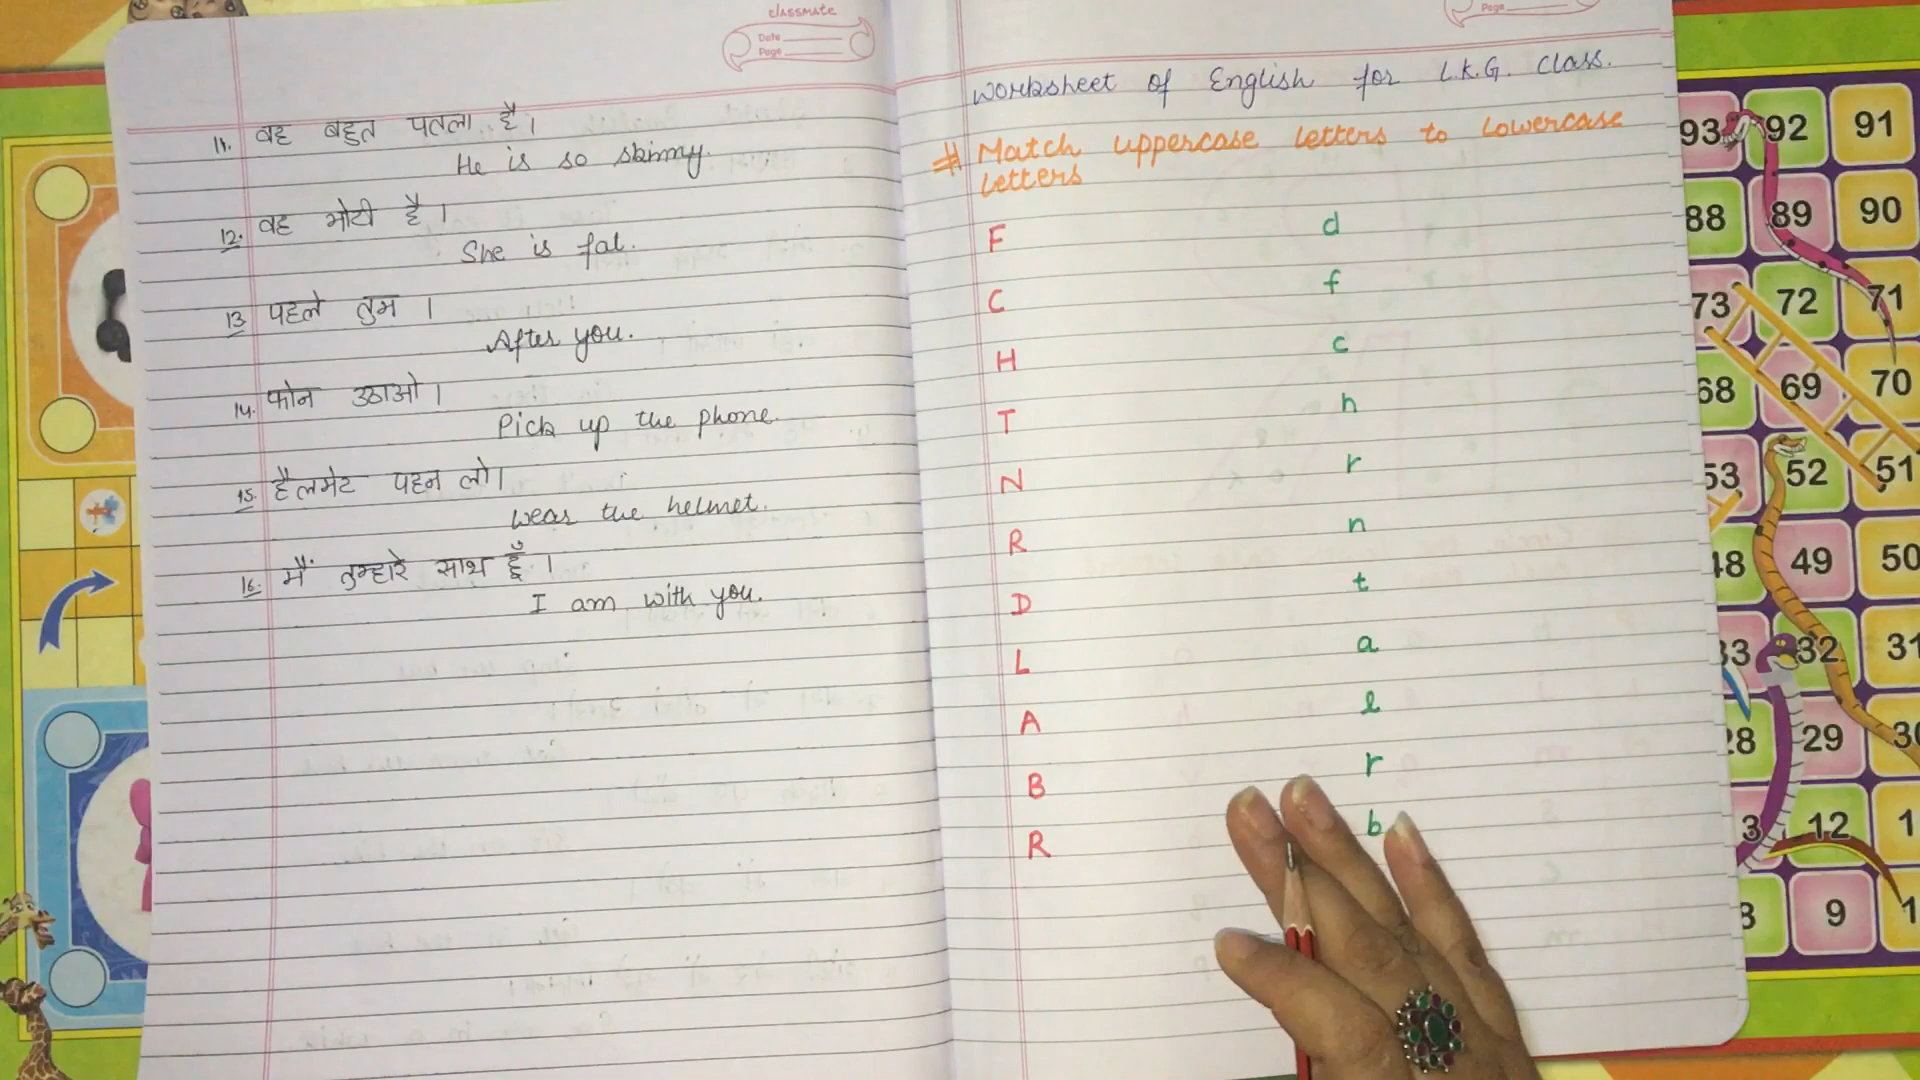 classmate
Date
Page
11. वह बहुत पतला है।
He is so skinny.
12. वह मोटी है।
She is fat.
13 पहले तुम ।
After you.
14. फोन उठाओ।
Pick up the phone.
15. हैलमेट पहन लो।
Wear the helmet.
16. मैं तुम्हारे साथ हूँ ।
I am with you.
Page
Worksheet of English for L.K.G. Class.
# Match uppercase letters to lowercase
letters
F d
C f
H c
T h
N r
R n
D t
L a
A l
B r
R b
93 92 91
88 89 90
73 72 71
68 69 70
53 52 51
48 49 50
33 32 31
28 29 30
12
9